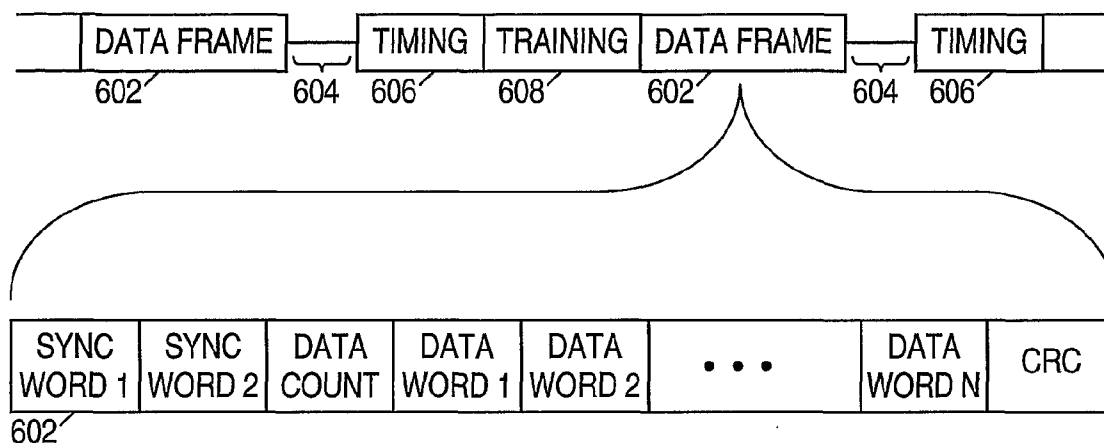 DATA FRAME TIMING TRAINING DATA FRAME TIMING
602 604 606 608 602 604 606
SYNC WORD 1 SYNC WORD 2 DATA COUNT DATA WORD 1 DATA WORD 2 • • • DATA WORD N CRC
602